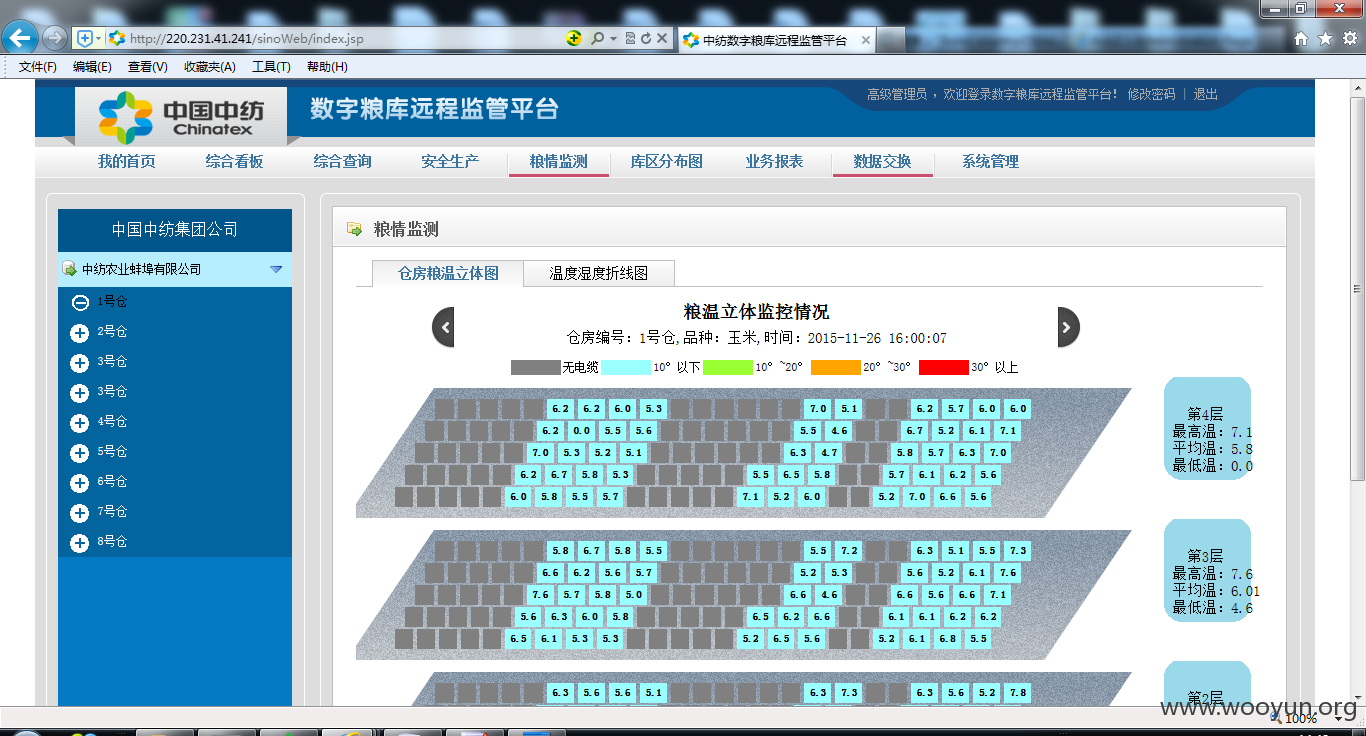 http://220.231.41.241/sinoWeb/index.jsp
中纺数字粮库远程监管平台
文件(F) 编辑(E) 查看(V) 收藏夹(A) 工具(T) 帮助(H)
中国中纺
Chinatex
数字粮库远程监管平台
高级管理员 ，欢迎登录数字粮库远程监管平台! 修改密码 | 退出
我的首页 综合看板 综合查询 安全生产 粮情监测 库区分布图 业务报表 数据交换 系统管理
中国中纺集团公司
中纺农业蚌埠有限公司
1号仓
2号仓
3号仓
3号仓
4号仓
5号仓
6号仓
7号仓
8号仓
粮情监测
仓房粮温立体图 温度湿度折线图
粮温立体监控情况
仓房编号：1号仓,品种：玉米,时间：2015-11-26 16:00:07
无电缆 10° 以下 10° ~20° 20° ~30° 30° 以上
6.2 6.2 6.0 5.3 7.0 5.1 6.2 5.7 6.0 6.0
6.2 0.0 5.5 5.6 5.5 4.6 6.7 5.2 6.1 7.1
7.0 5.3 5.2 5.1 6.3 4.7 5.8 5.7 6.3 7.0
6.2 6.7 5.8 5.3 5.5 6.5 5.8 5.7 6.1 6.2 5.6
6.0 5.8 5.5 5.7 7.1 5.2 6.0 5.2 7.0 6.6 5.6
第4层
最高温：7.1
平均温：5.8
最低温：0.0
5.8 6.7 5.8 5.5 5.5 7.2 6.3 5.1 5.5 7.3
6.6 6.2 5.6 5.7 5.2 5.3 5.6 5.2 6.1 7.6
7.6 5.7 5.8 5.0 6.6 4.6 6.6 5.6 6.6 7.1
5.6 6.3 6.0 5.8 6.5 6.2 6.6 6.1 6.1 6.2 6.2
6.5 6.1 5.3 5.3 5.2 6.5 5.6 5.2 6.1 6.8 5.5
第3层
最高温：7.6
平均温：6.01
最低温：4.6
6.3 5.6 5.6 5.1 6.3 7.3 6.3 5.6 5.2 7.8
第2层
www.wooyun.org
100%